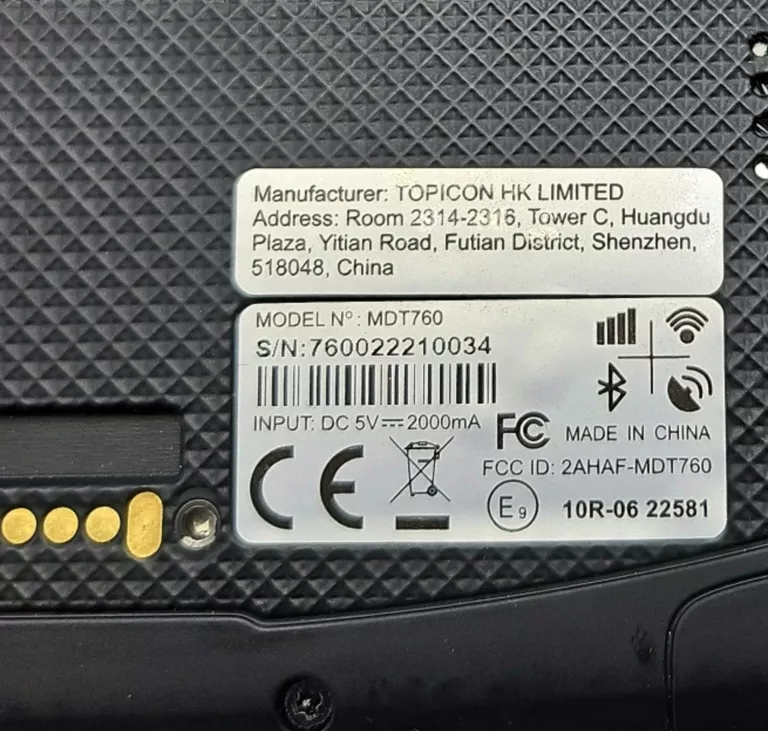 Manufacturer: TOPICON HK LIMITED
Address: Room 2314-2316, Tower C, Huangdu
Plaza, Yitian Road, Futian District, Shenzhen,
518048, China
MODEL Nº: MDT760
S/N:760022210034
INPUT: DC 5V⎓2000mA
FC
MADE IN CHINA
FCC ID: 2AHAF-MDT760
CE
E9
10R-06 22581